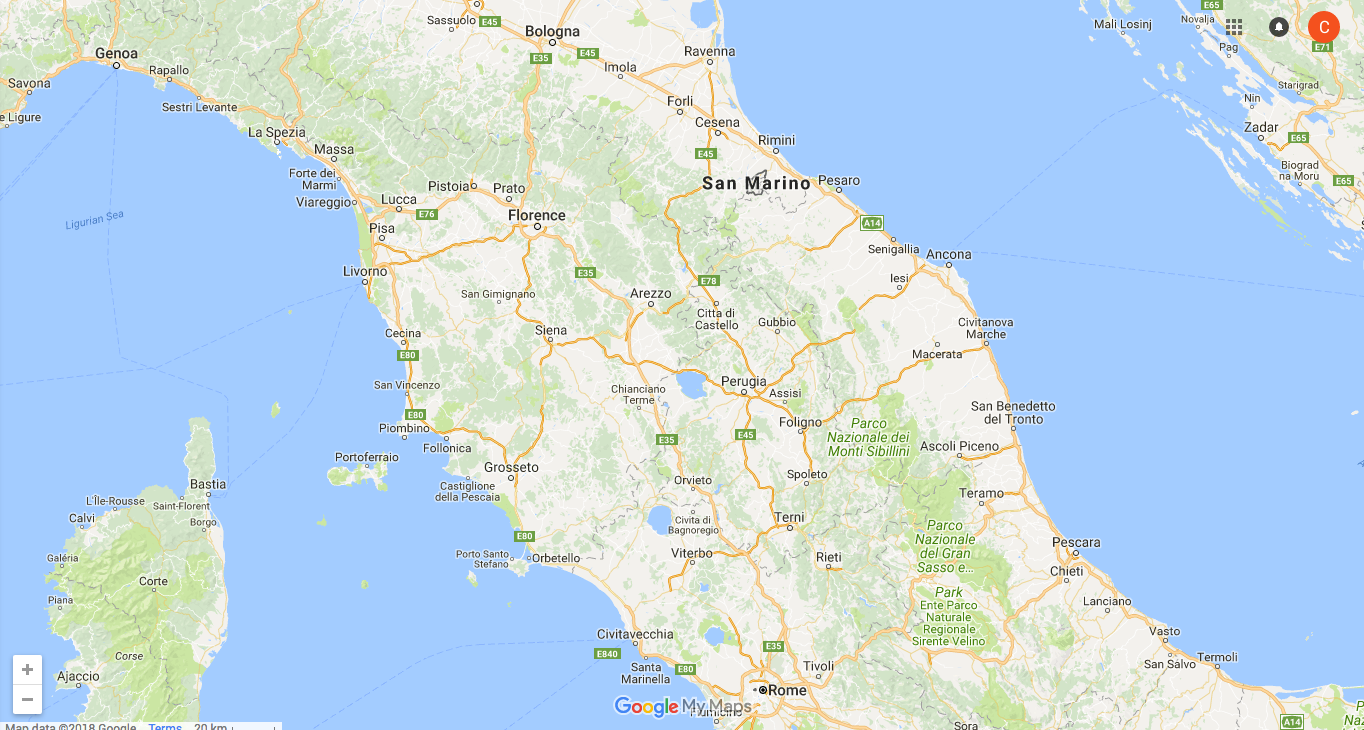 Sassuolo
E45
Bologna
E45
E35
Imola
Ravenna
E65
Mali Losinj
Novalja
Pag
C
E71
Genoa
Savona
Rapallo
Sestri Levante
e Ligure
La Spezia
Massa
Forte dei
Marmi
Viareggio
Forli
Cesena
Rimini
E45
San Marino
Pesaro
Nin
Starigrad
Zadar
E65
Biograd
na Moru
E65
Pistoia
Prato
Lucca
E76
Florence
Pisa
Ligurian Sea
A14
Senigallia
Ancona
Livorno
E35
E78
Iesi
San Gimignano
Arezzo
Citta di
Castello
Gubbio
Civitanova
Marche
Macerata
Cecina
E80
Siena
San Vincenzo
Chianciano
Terme
Perugia
Assisi
E80
Piombino
Follonica
Foligno
Parco
Nazionale dei
Monti Sibillini
San Benedetto
del Tronto
Ascoli Piceno
E35
E45
Portoferraio
Grosseto
Castiglione
della Pescaia
Orvieto
Spoleto
Teramo
Bastia
L'Île-Rousse
Saint-Florent
Calvi
Borgo
Civita di
Bagnoregio
Terni
Parco
Nazionale
del Gran
Sasso e...
E80
Porto Santo
Stefano
Orbetello
Viterbo
Rieti
Pescara
Chieti
Galéria
Corte
Piana
Park
Ente Parco
Naturale
Regionale
Sirente Velino
Lanciano
Vasto
San Salvo
Termoli
Civitavecchia
E840
Santa
Marinella
E80
E35
Tivoli
Rome
Corse
Ajaccio
Google My Maps
Fiumicino
Sora
A14
+
−
Map data ©2018 Google Terms 20 km